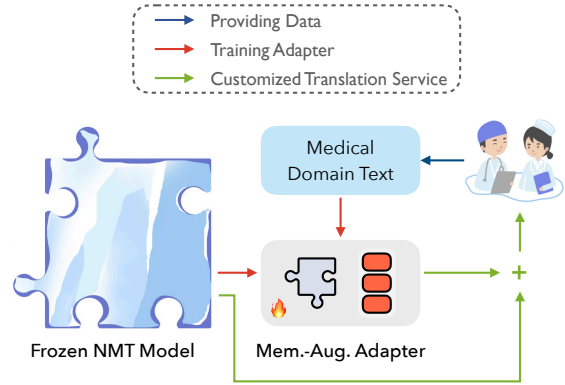 Providing Data
Training Adapter
Customized Translation Service
Medical
Domain Text
+
Frozen NMT Model
Mem.-Aug. Adapter